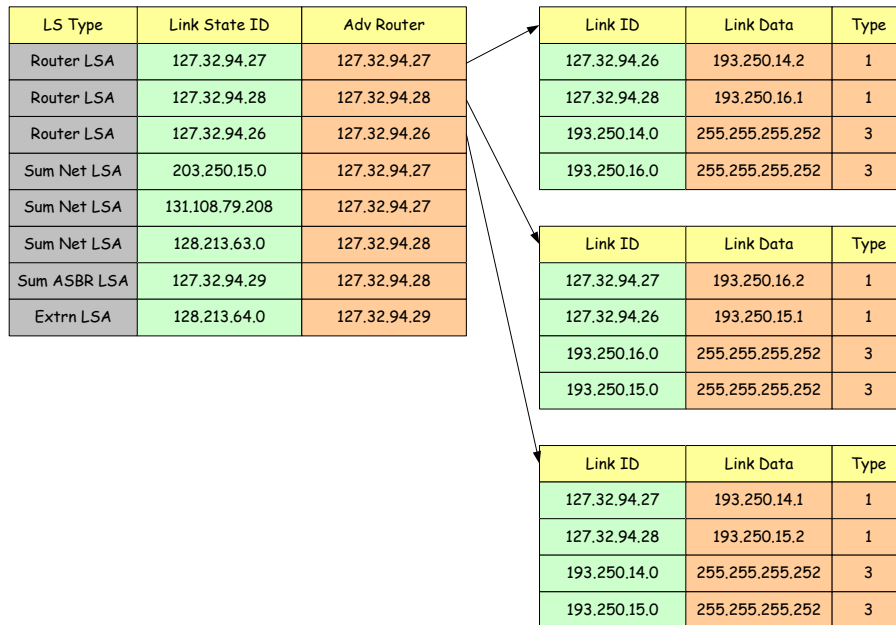 LS Type Link State ID Adv Router
Router LSA 127.32.94.27 127.32.94.27
Router LSA 127.32.94.28 127.32.94.28
Router LSA 127.32.94.26 127.32.94.26
Sum Net LSA 203.250.15.0 127.32.94.27
Sum Net LSA 131.108.79.208 127.32.94.27
Sum Net LSA 128.213.63.0 127.32.94.28
Sum ASBR LSA 127.32.94.29 127.32.94.28
Extrn LSA 128.213.64.0 127.32.94.29
Link ID Link Data Type
127.32.94.26 193.250.14.2 1
127.32.94.28 193.250.16.1 1
193.250.14.0 255.255.255.252 3
193.250.16.0 255.255.255.252 3
Link ID Link Data Type
127.32.94.27 193.250.16.2 1
127.32.94.26 193.250.15.1 1
193.250.16.0 255.255.255.252 3
193.250.15.0 255.255.255.252 3
Link ID Link Data Type
127.32.94.27 193.250.14.1 1
127.32.94.28 193.250.15.2 1
193.250.14.0 255.255.255.252 3
193.250.15.0 255.255.255.252 3